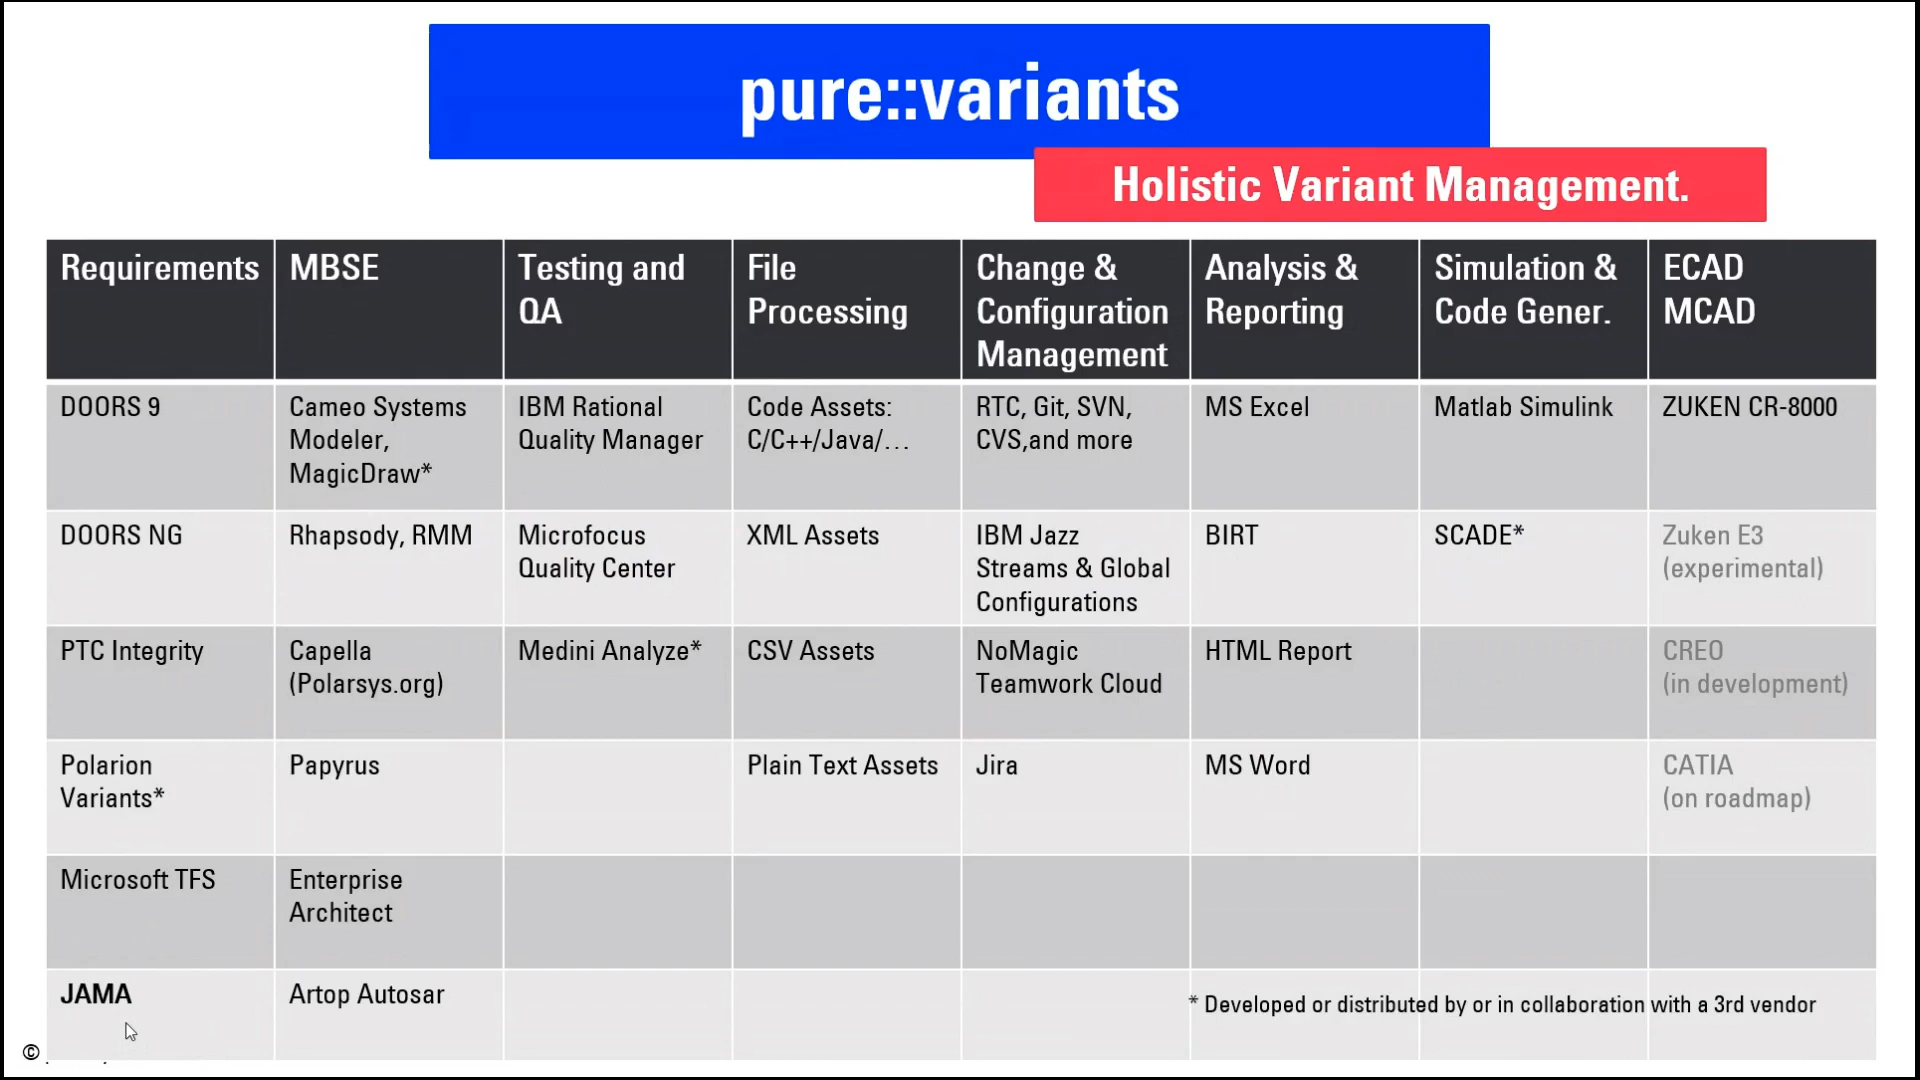 pure::variants
Holistic Variant Management.
Requirements
MBSE
Testing and
QA
File
Processing
Change &
Configuration
Management
Analysis &
Reporting
Simulation &
Code Gener.
ECAD
MCAD
DOORS 9
Cameo Systems
Modeler,
MagicDraw*
IBM Rational
Quality Manager
Code Assets:
C/C++/Java/…
RTC, Git, SVN,
CVS,and more
MS Excel
Matlab Simulink
ZUKEN CR-8000
DOORS NG
Rhapsody, RMM
Microfocus
Quality Center
XML Assets
IBM Jazz
Streams & Global
Configurations
BIRT
SCADE*
Zuken E3
(experimental)
PTC Integrity
Capella
(Polarsys.org)
Medini Analyze*
CSV Assets
NoMagic
Teamwork Cloud
HTML Report
CREO
(in development)
Polarion
Variants*
Papyrus
Plain Text Assets
Jira
MS Word
CATIA
(on roadmap)
Microsoft TFS
Enterprise
Architect
JAMA
Artop Autosar
* Developed or distributed by or in collaboration with a 3rd vendor
©